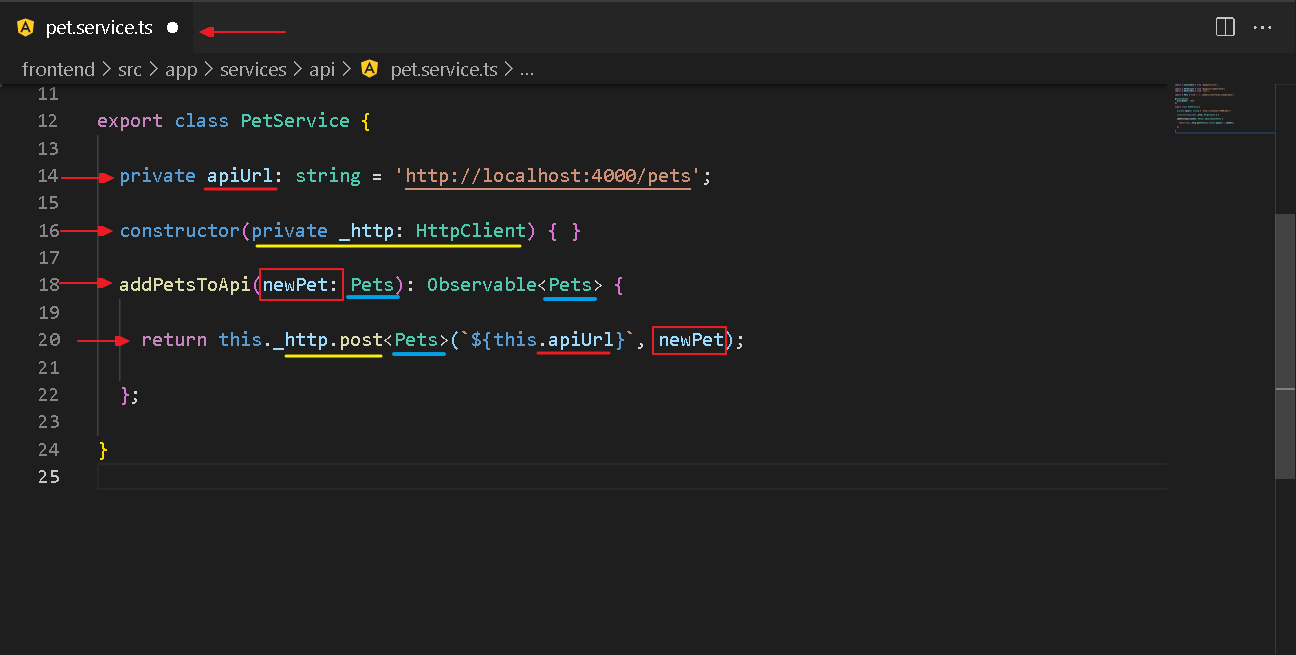 pet.service.ts
frontend > src > app > services > api > pet.service.ts > ...
11
12 export class PetService {
13
14 private apiUrl: string = 'http://localhost:4000/pets';
15
16 constructor(private _http: HttpClient) { }
17
18 addPetsToApi(newPet: Pets): Observable<Pets> {
19
20 return this._http.post<Pets>(`${this.apiUrl}`, newPet);
21
22 };
23
24 }
25